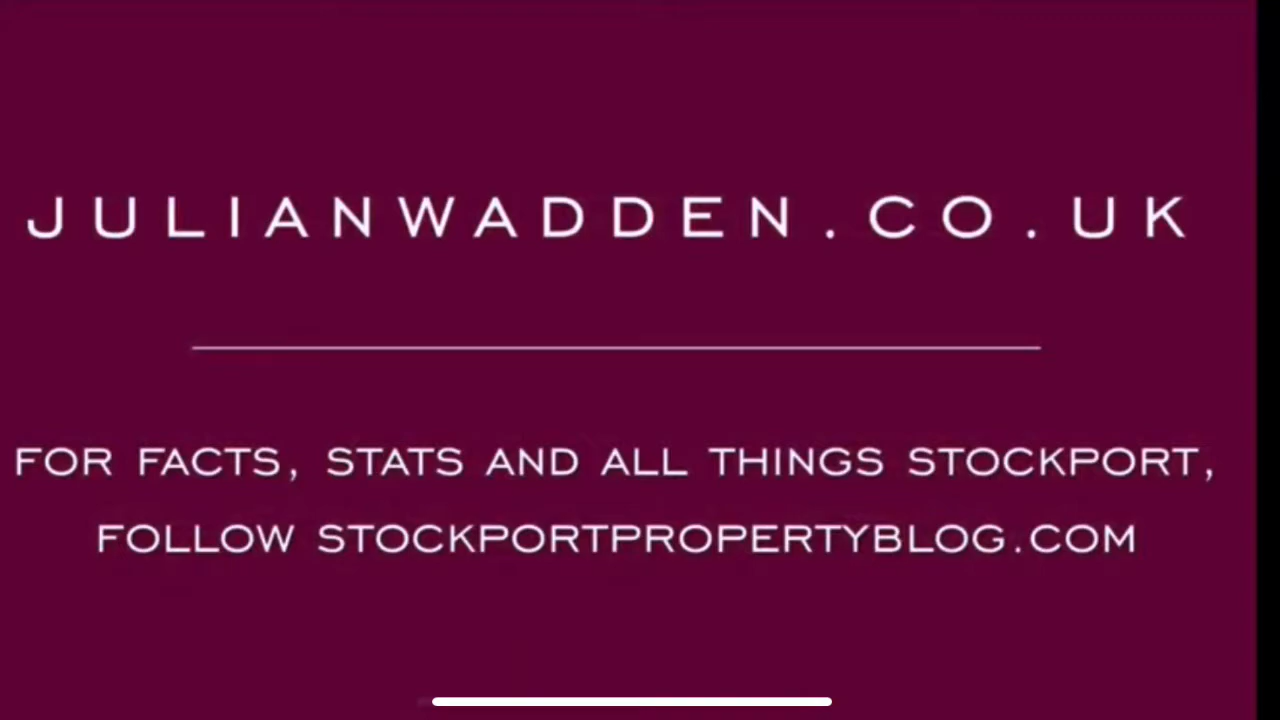 JULIANWADDEN.CO.UK
FOR FACTS, STATS AND ALL THINGS STOCKPORT,
FOLLOW STOCKPORTPROPERTYBLOG.COM